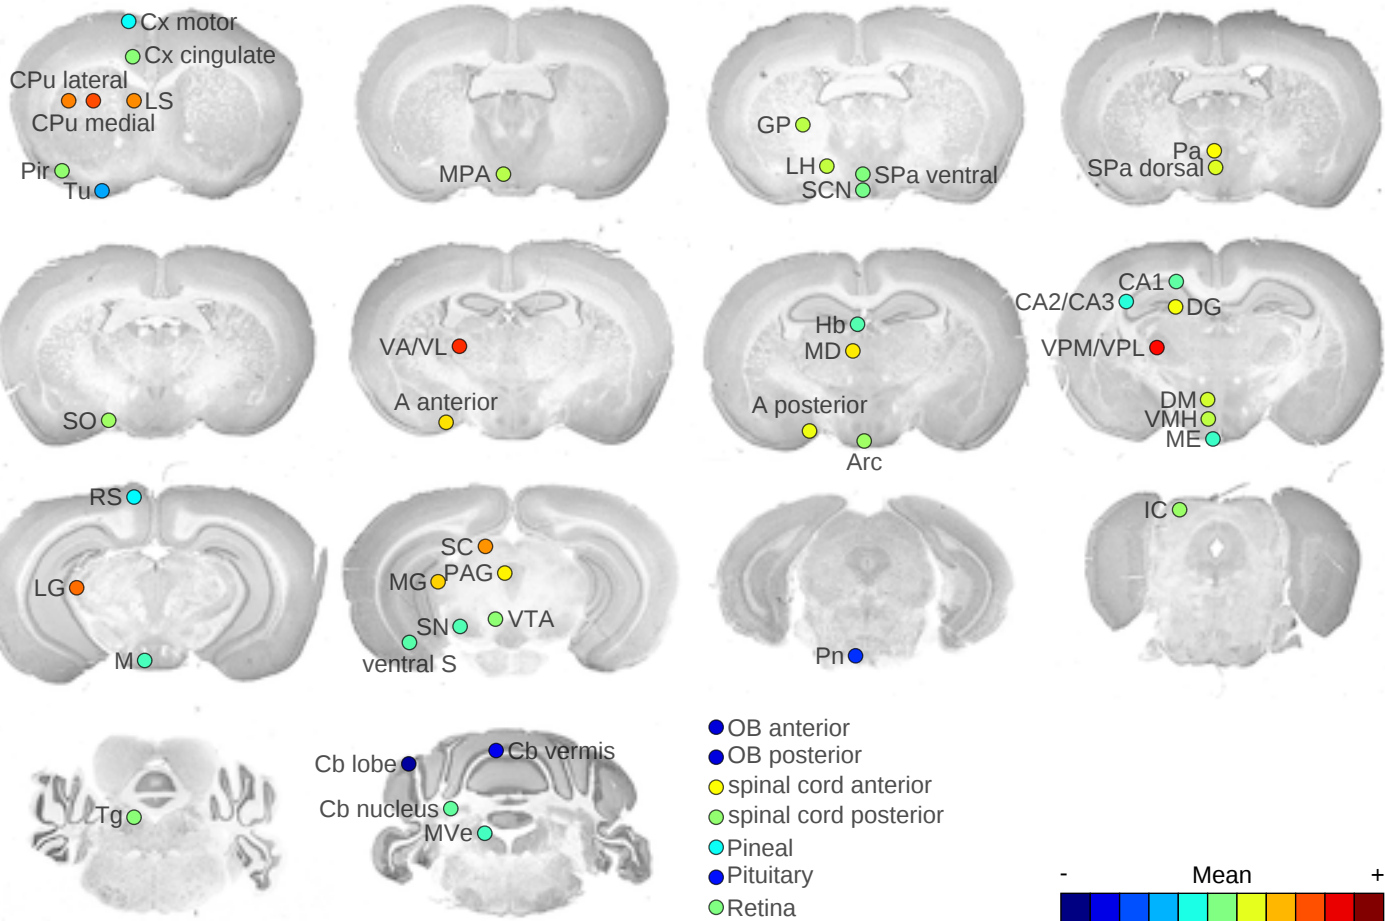 Cx motor
Cx cingulate
CPu lateral
LS
CPu medial
Pir
Tu
MPA
GP
LH
SPa ventral
SCN
Pa
SPa dorsal
SO
VA/VL
A anterior
Hb
MD
A posterior
Arc
CA1
CA2/CA3
DG
VPM/VPL
DM
VMH
ME
RS
LG
M
SC
MG
PAG
SN
VTA
ventral S
Pn
IC
Tg
Cb lobe
Cb vermis
Cb nucleus
MVe
OB anterior
OB posterior
spinal cord anterior
spinal cord posterior
Pineal
Pituitary
Retina
- Mean +